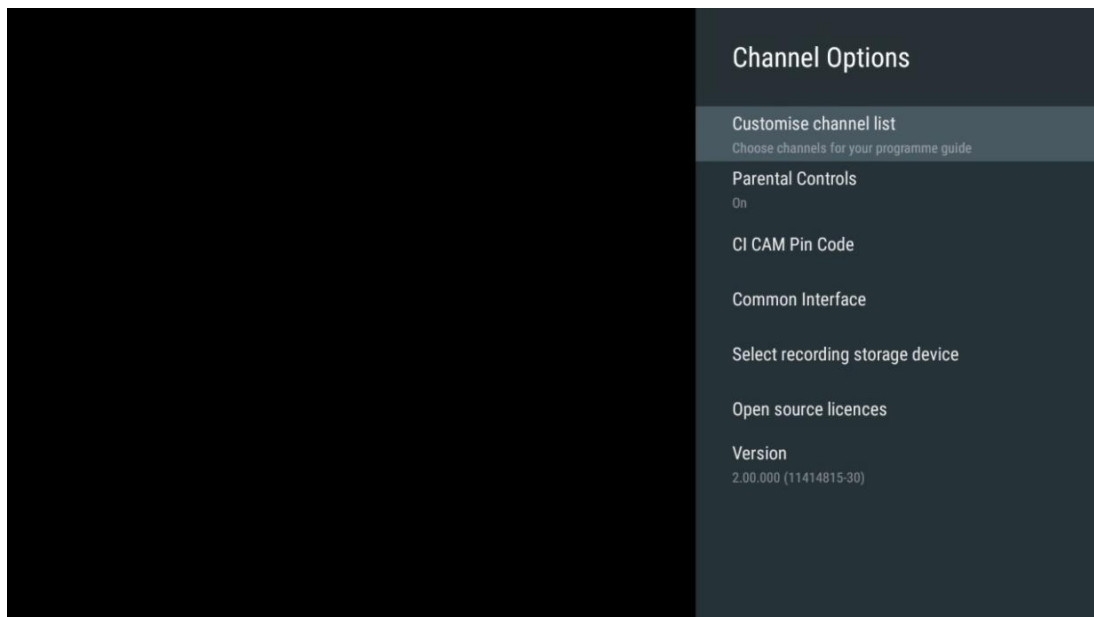 Channel Options
Customise channel list
Choose channels for your programme guide
Parental Controls
On
CI CAM Pin Code
Common Interface
Select recording storage device
Open source licences
Version
2.00.000 (11414815-30)